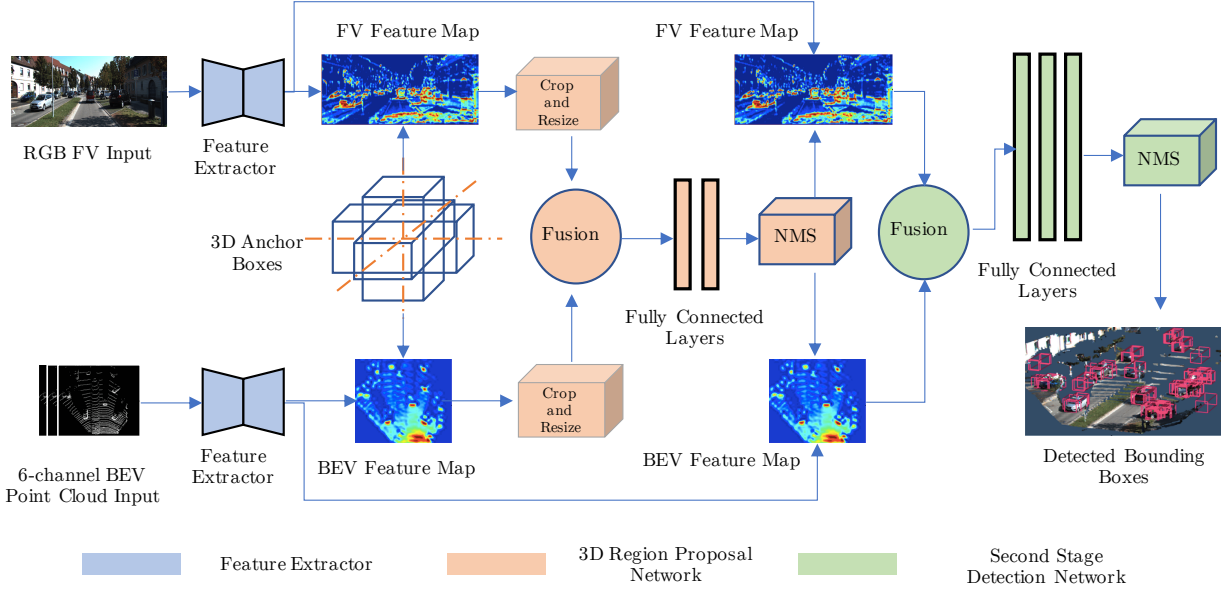 FV Feature Map
FV Feature Map
Crop
and
Resize
RGB FV Input
Feature
Extractor
NMS
3D Anchor
Boxes
Fusion
NMS
Fusion
Fully Connected
Layers
Fully Connected
Layers
Crop
and
Resize
6-channel BEV
Point Cloud Input
Feature
Extractor
BEV Feature Map
BEV Feature Map
Detected Bounding
Boxes
Feature Extractor
3D Region Proposal
Network
Second Stage
Detection Network